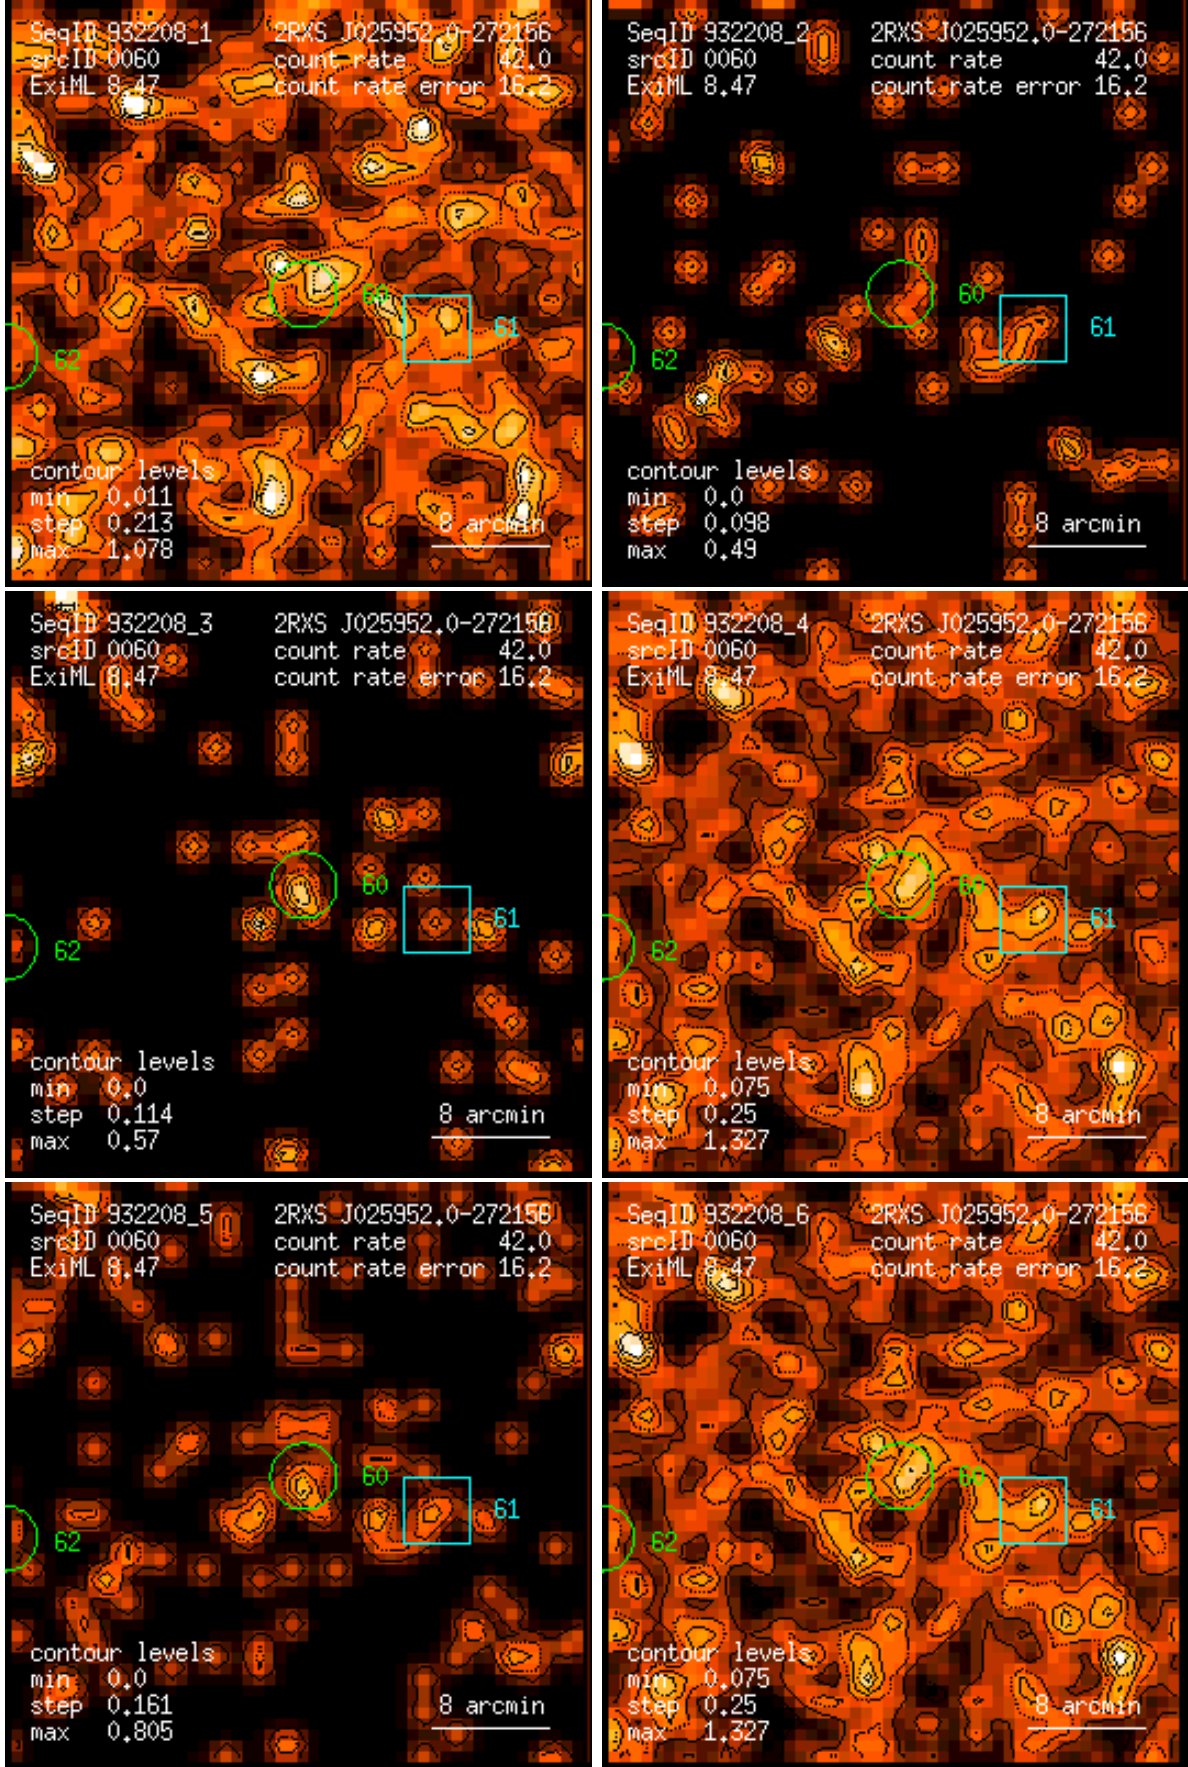 SeqID 932208_1 2RXS J025952.0-272156
srcID 0060 count rate 42.0
ExiML 8.47 count rate error 16.2
60
61
62
contour levels
min 0.011
step 0.213 8 arcmin
max 1.078
SeqID 932208_2 2RXS J025952.0-272156
srcID 0060 count rate 42.0
ExiML 8.47 count rate error 16.2
60
61
62
contour levels
min 0.0
step 0.098 8 arcmin
max 0.49
SeqID 932208_3 2RXS J025952.0-272156
srcID 0060 count rate 42.0
ExiML 8.47 count rate error 16.2
60
61
62
contour levels
min 0.0
step 0.114 8 arcmin
max 0.57
SeqID 932208_4 2RXS J025952.0-272156
srcID 0060 count rate 42.0
ExiML 8.47 count rate error 16.2
60
61
62
contour levels
min 0.075
step 0.25 8 arcmin
max 1.327
SeqID 932208_5 2RXS J025952.0-272156
srcID 0060 count rate 42.0
ExiML 8.47 count rate error 16.2
60
61
62
contour levels
min 0.0
step 0.161 8 arcmin
max 0.805
SeqID 932208_6 2RXS J025952.0-272156
srcID 0060 count rate 42.0
ExiML 8.47 count rate error 16.2
60
61
62
contour levels
min 0.075
step 0.25 8 arcmin
max 1.327